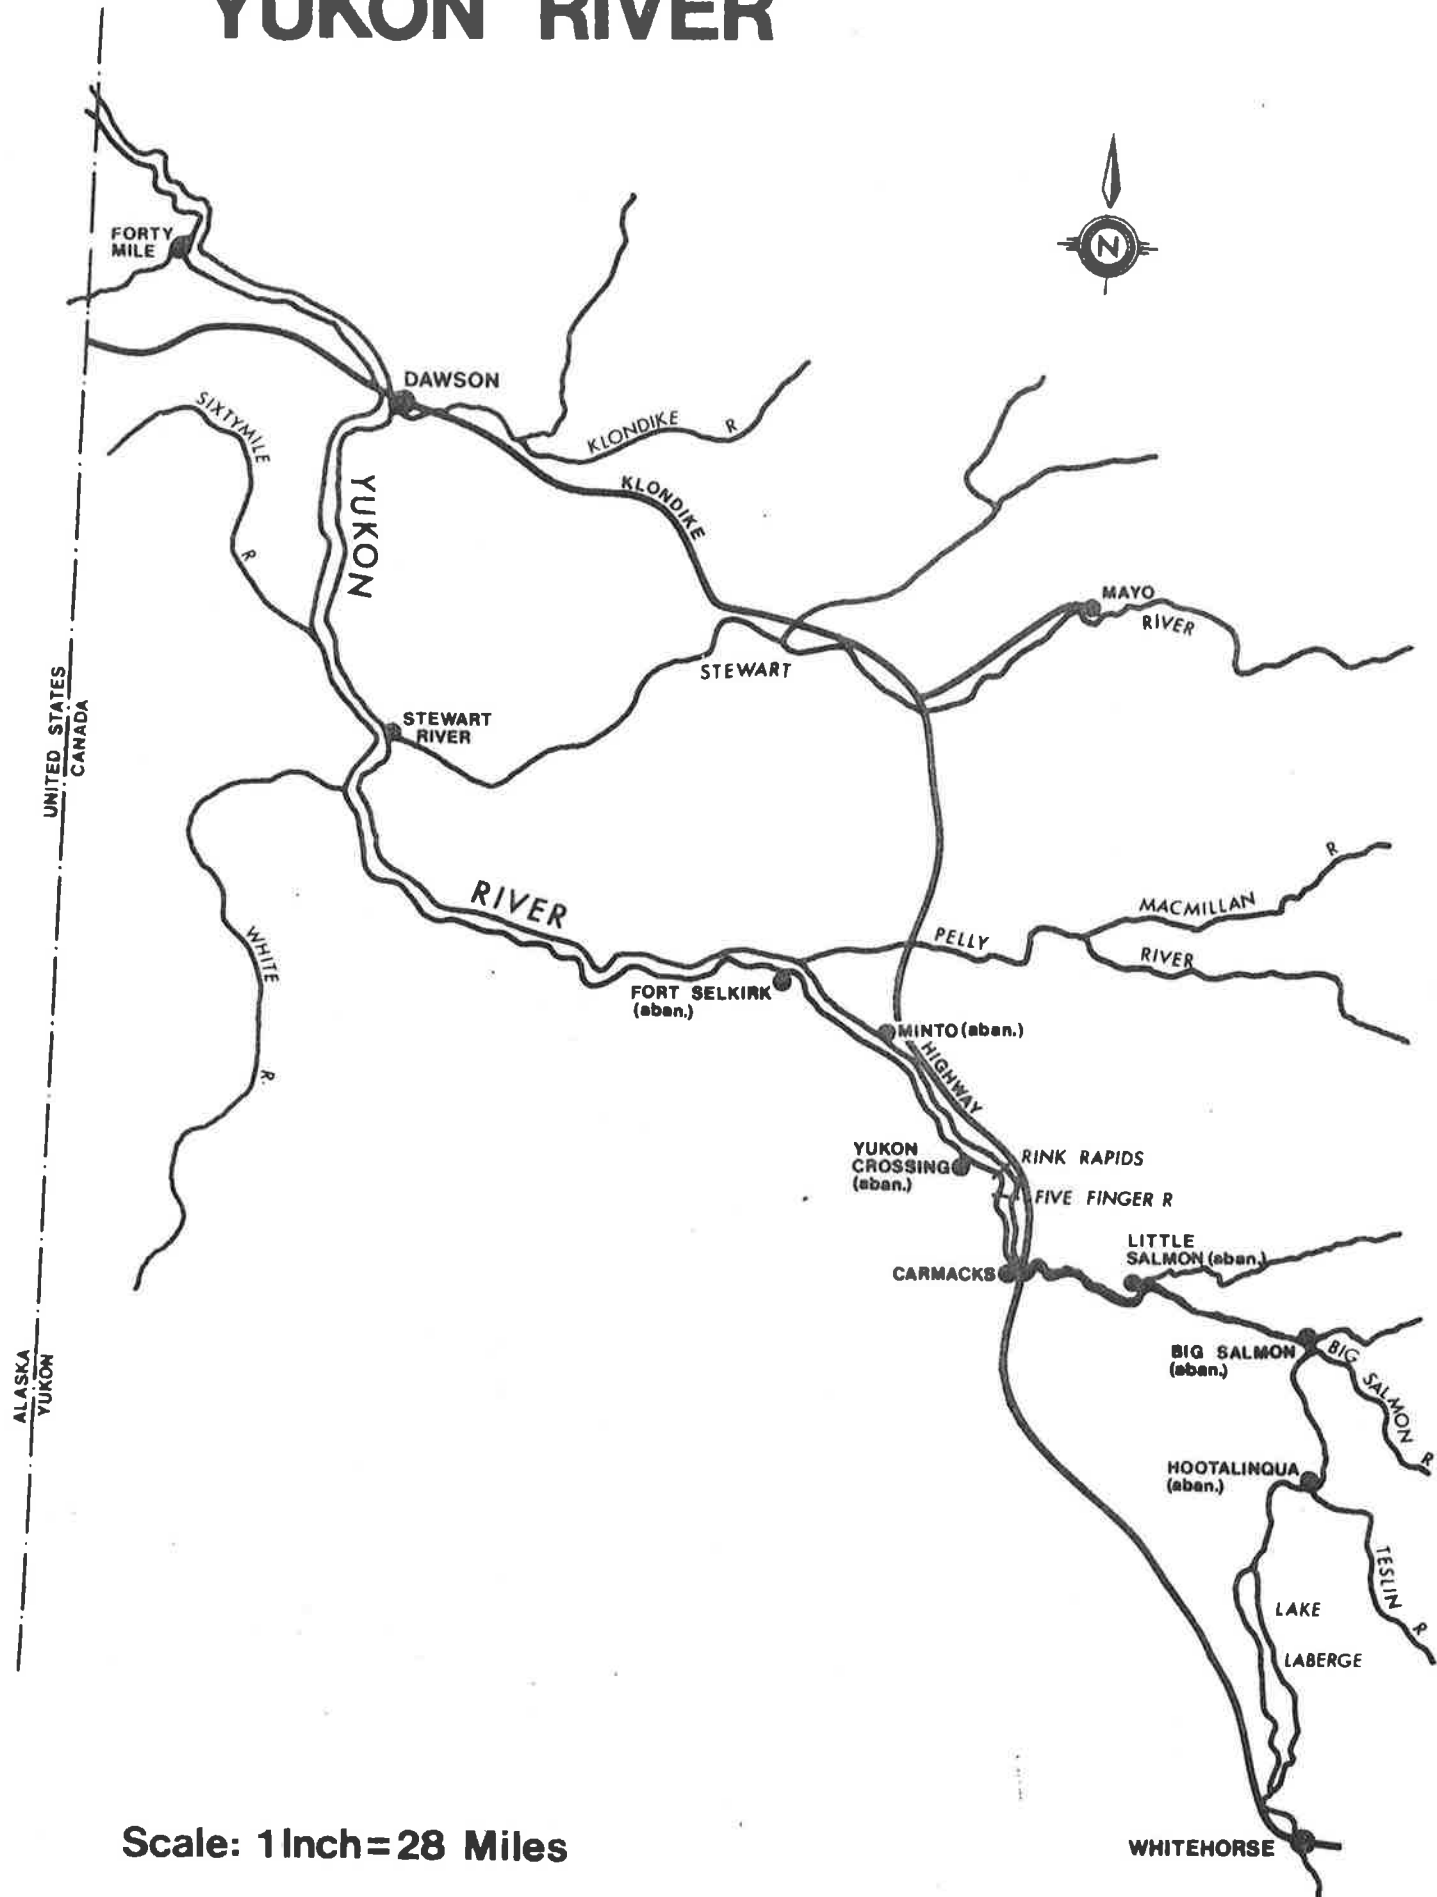 YUKON RIVER
N
FORTY
MILE
DAWSON
SIXTYMILE
R
KLONDIKE
R
KLONDIKE
YUKON
MAYO
RIVER
STEWART
STEWART
RIVER
UNITED STATES
CANADA
RIVER
WHITE
R.
MACMILLAN
R
PELLY
RIVER
FORT SELKIRK
(aban.)
MINTO (aban.)
HIGHWAY
YUKON
CROSSING
(aban.)
RINK RAPIDS
FIVE FINGER R
LITTLE
SALMON (aban.)
CARMACKS
BIG SALMON
(aban.)
BIG
SALMON
R
ALASKA
YUKON
HOOTALINQUA
(aban.)
TESLIN
R
LAKE
LABERGE
Scale: 1 Inch = 28 Miles
WHITEHORSE